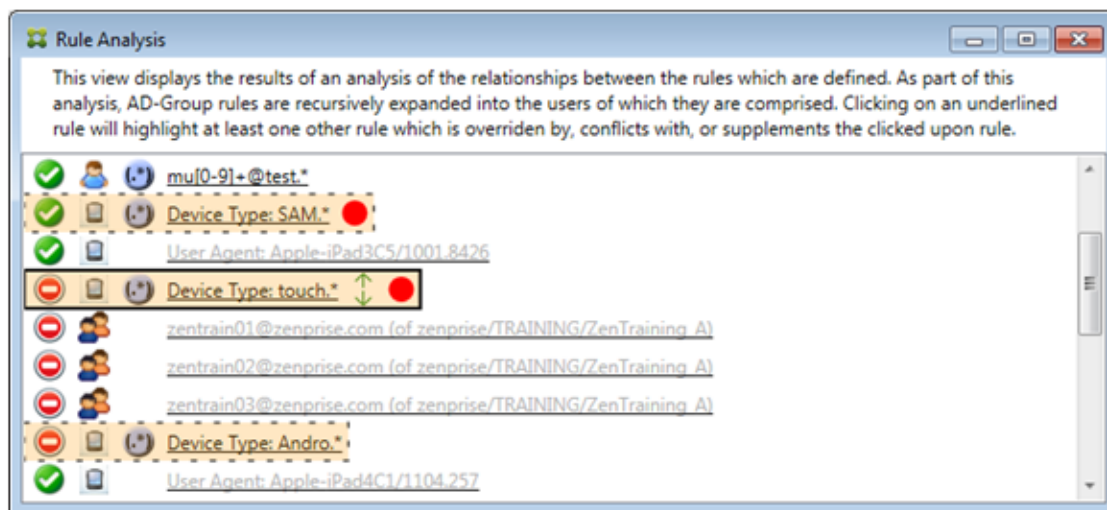 Rule Analysis
This view displays the results of an analysis of the relationships between the rules which are defined. As part of this
analysis, AD-Group rules are recursively expanded into the users of which they are comprised. Clicking on an underlined
rule will highlight at least one other rule which is overriden by, conflicts with, or supplements the clicked upon rule.
(.*) mu[0-9]+@test.*
(.*) Device Type: SAM.*
User Agent: Apple-iPad3C5/1001.8426
(.*) Device Type: touch.*
zentrain01@zenprise.com (of zenprise/TRAINING/ZenTraining_A)
zentrain02@zenprise.com (of zenprise/TRAINING/ZenTraining_A)
zentrain03@zenprise.com (of zenprise/TRAINING/ZenTraining_A)
(.*) Device Type: Andro.*
User Agent: Apple-iPad4C1/1104.257